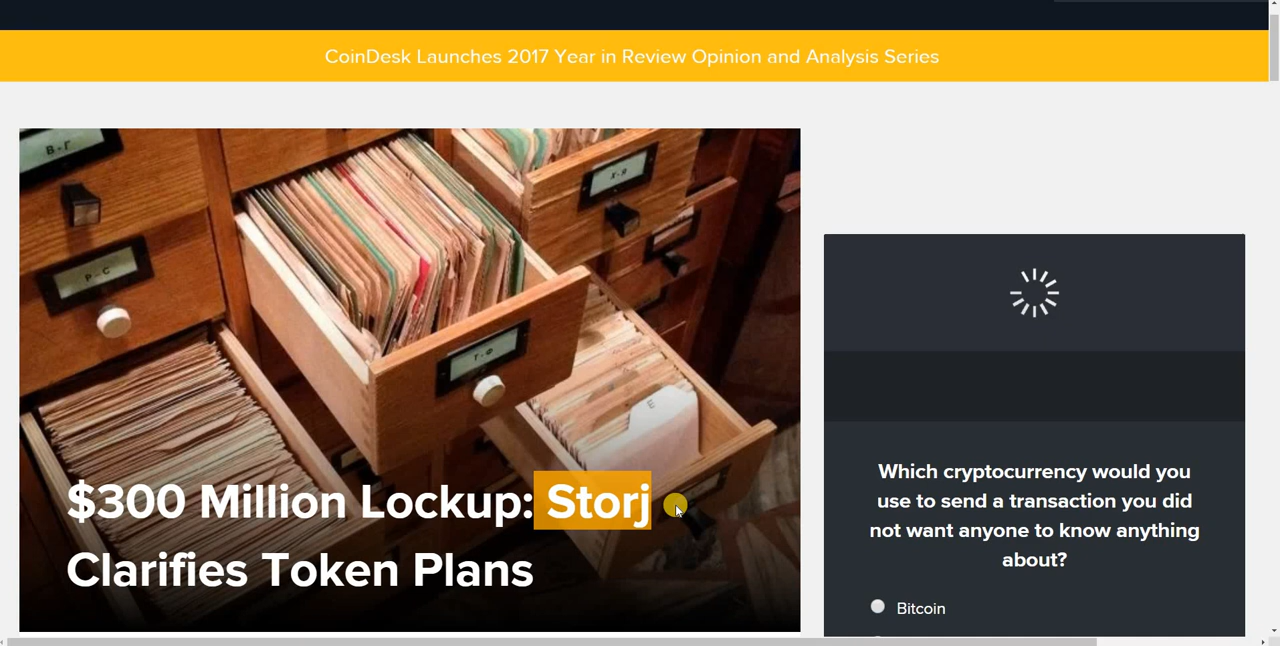 CoinDesk Launches 2017 Year in Review Opinion and Analysis Series
В-Г
Х-Я
Р-С
Т-Ф
Е
$300 Million Lockup: Storj
Clarifies Token Plans
Which cryptocurrency would you
use to send a transaction you did
not want anyone to know anything
about?
Bitcoin